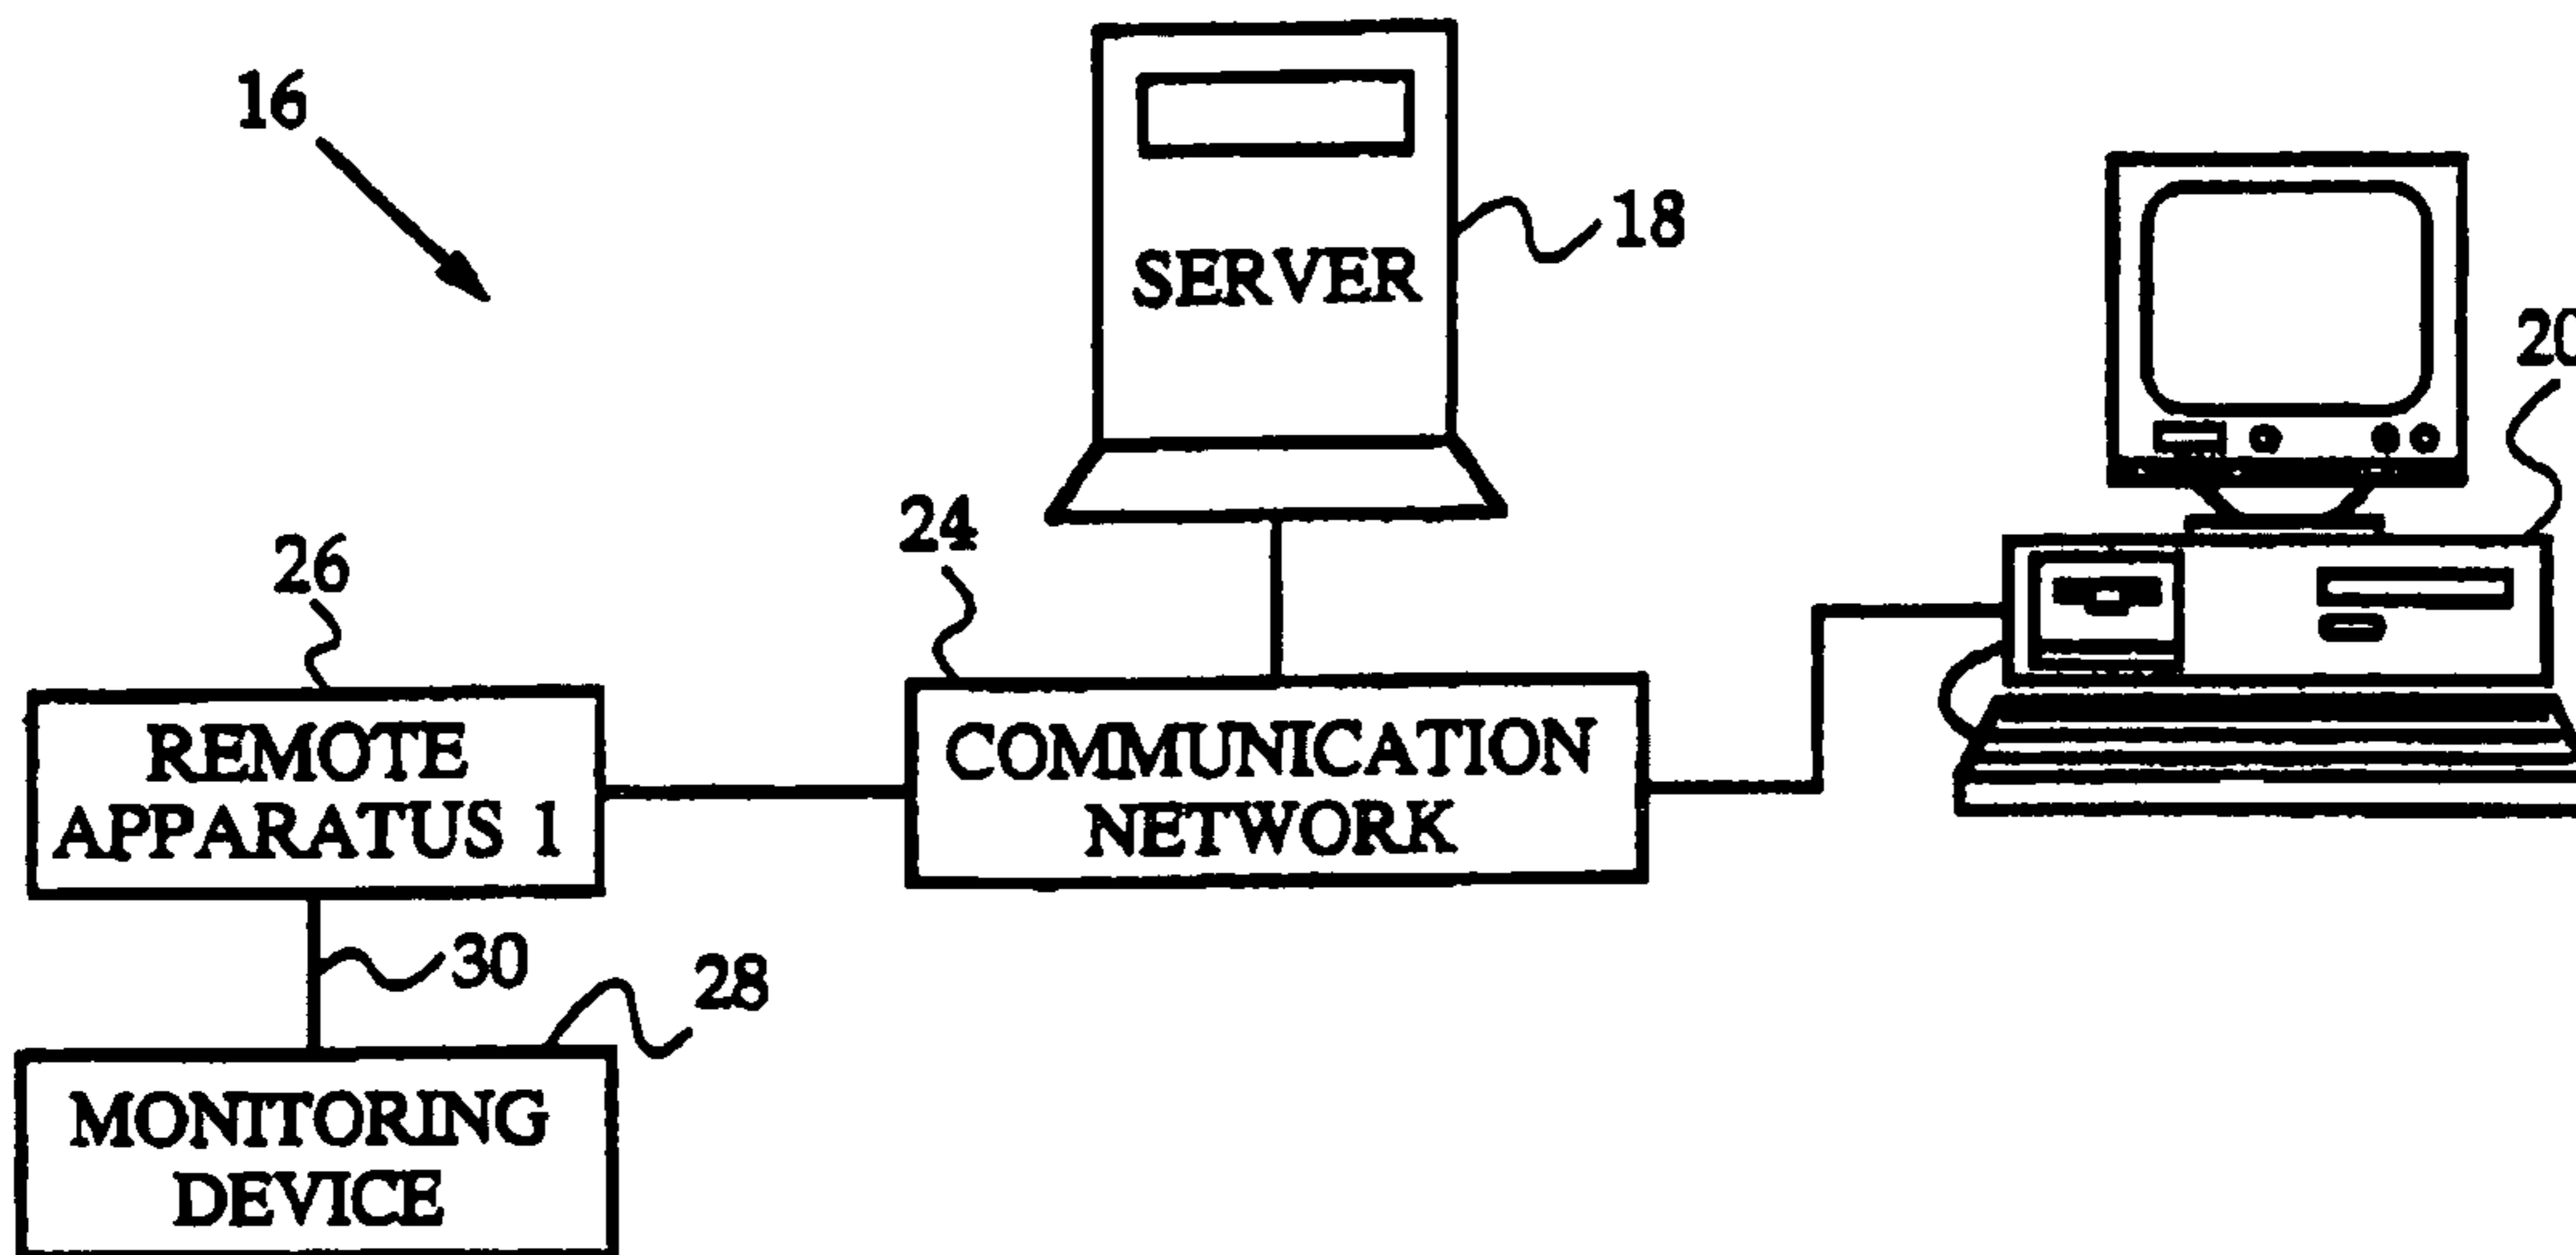 16
SERVER
18
20
24
26
REMOTE
APPARATUS 1
COMMUNICATION
NETWORK
30
28
MONITORING
DEVICE